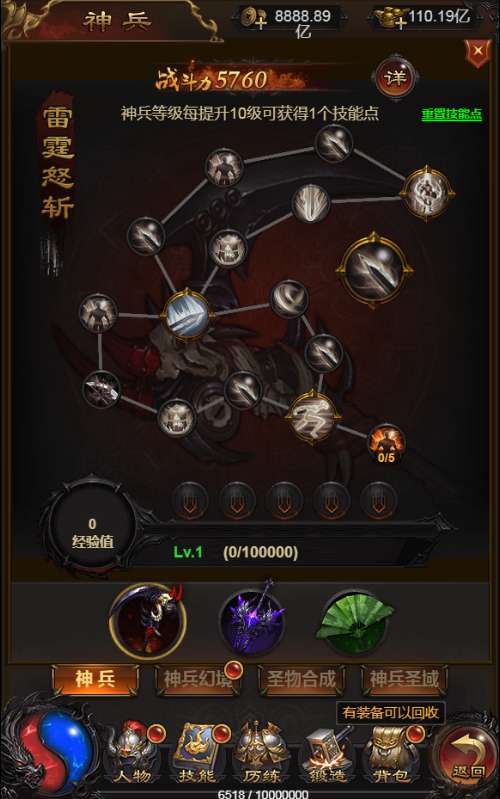 神兵
8888.89
亿
110.19亿
战斗力5760
详
神兵等级每提升10级可获得1个技能点
重置技能点
雷霆怒斩
0/5
0
经验值
Lv.1 (0/100000)
神兵 神兵幻境 圣物合成 神兵圣域
有装备可以回收
人物 技能 历练 锻造 背包 返回
6518 / 10000000